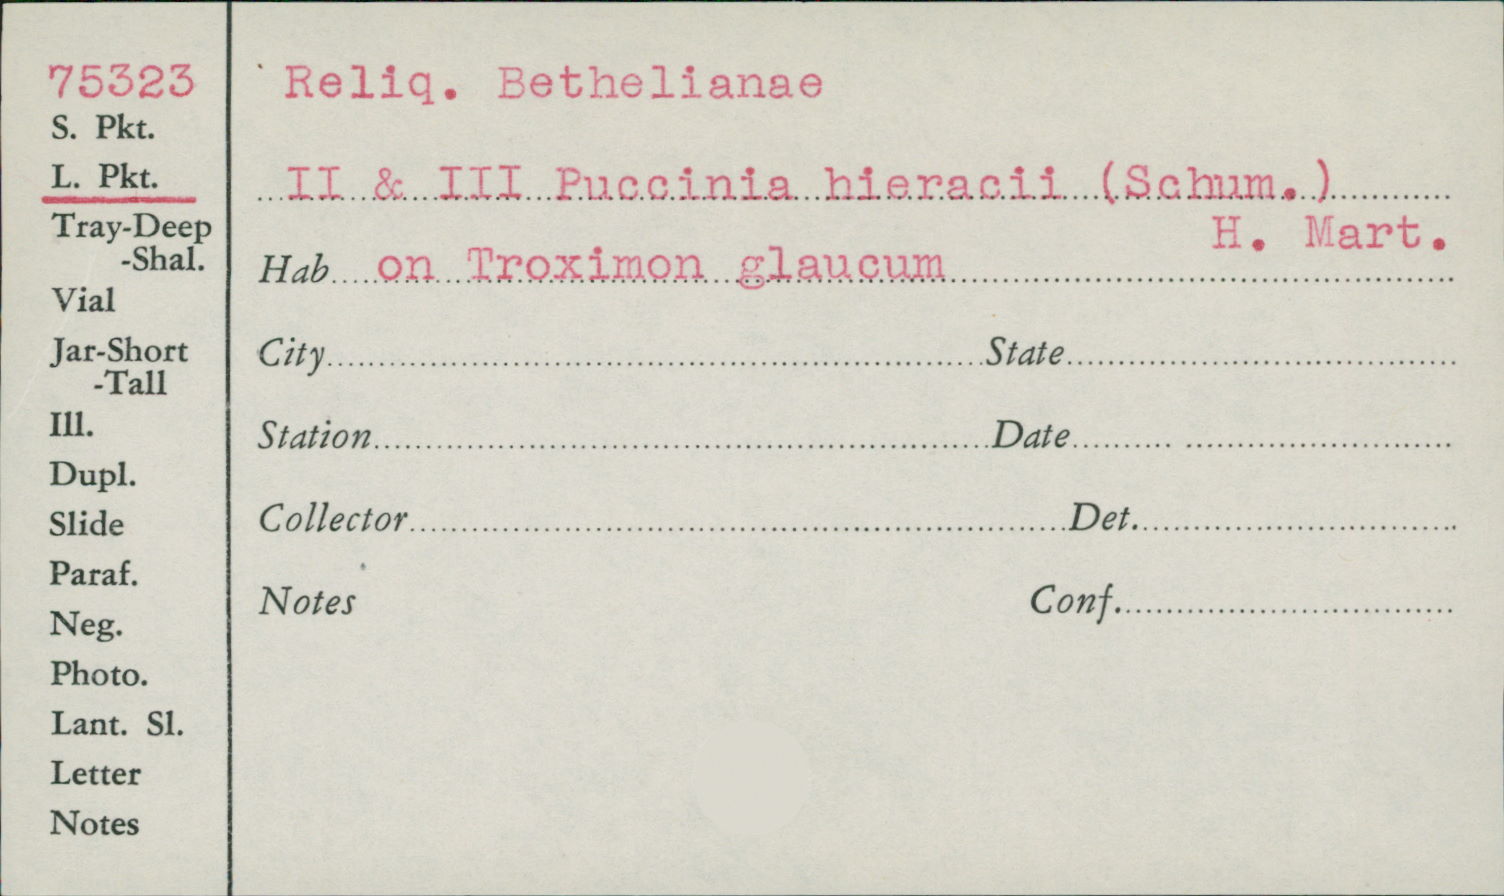 75323
S. Pkt.
L. Pkt.
Tray-Deep
-Shal.
Vial
Jar-Short
-Tall
Ill.
Dupl.
Slide
Paraf.
Neg.
Photo.
Lant. Sl.
Letter
Notes
Reliq. Bethelianae
II & III Puccinia hieracii (Schum.)
H. Mart.
Hab on Troximon glaucum
City State
Station Date
Collector Det.
Notes Conf.